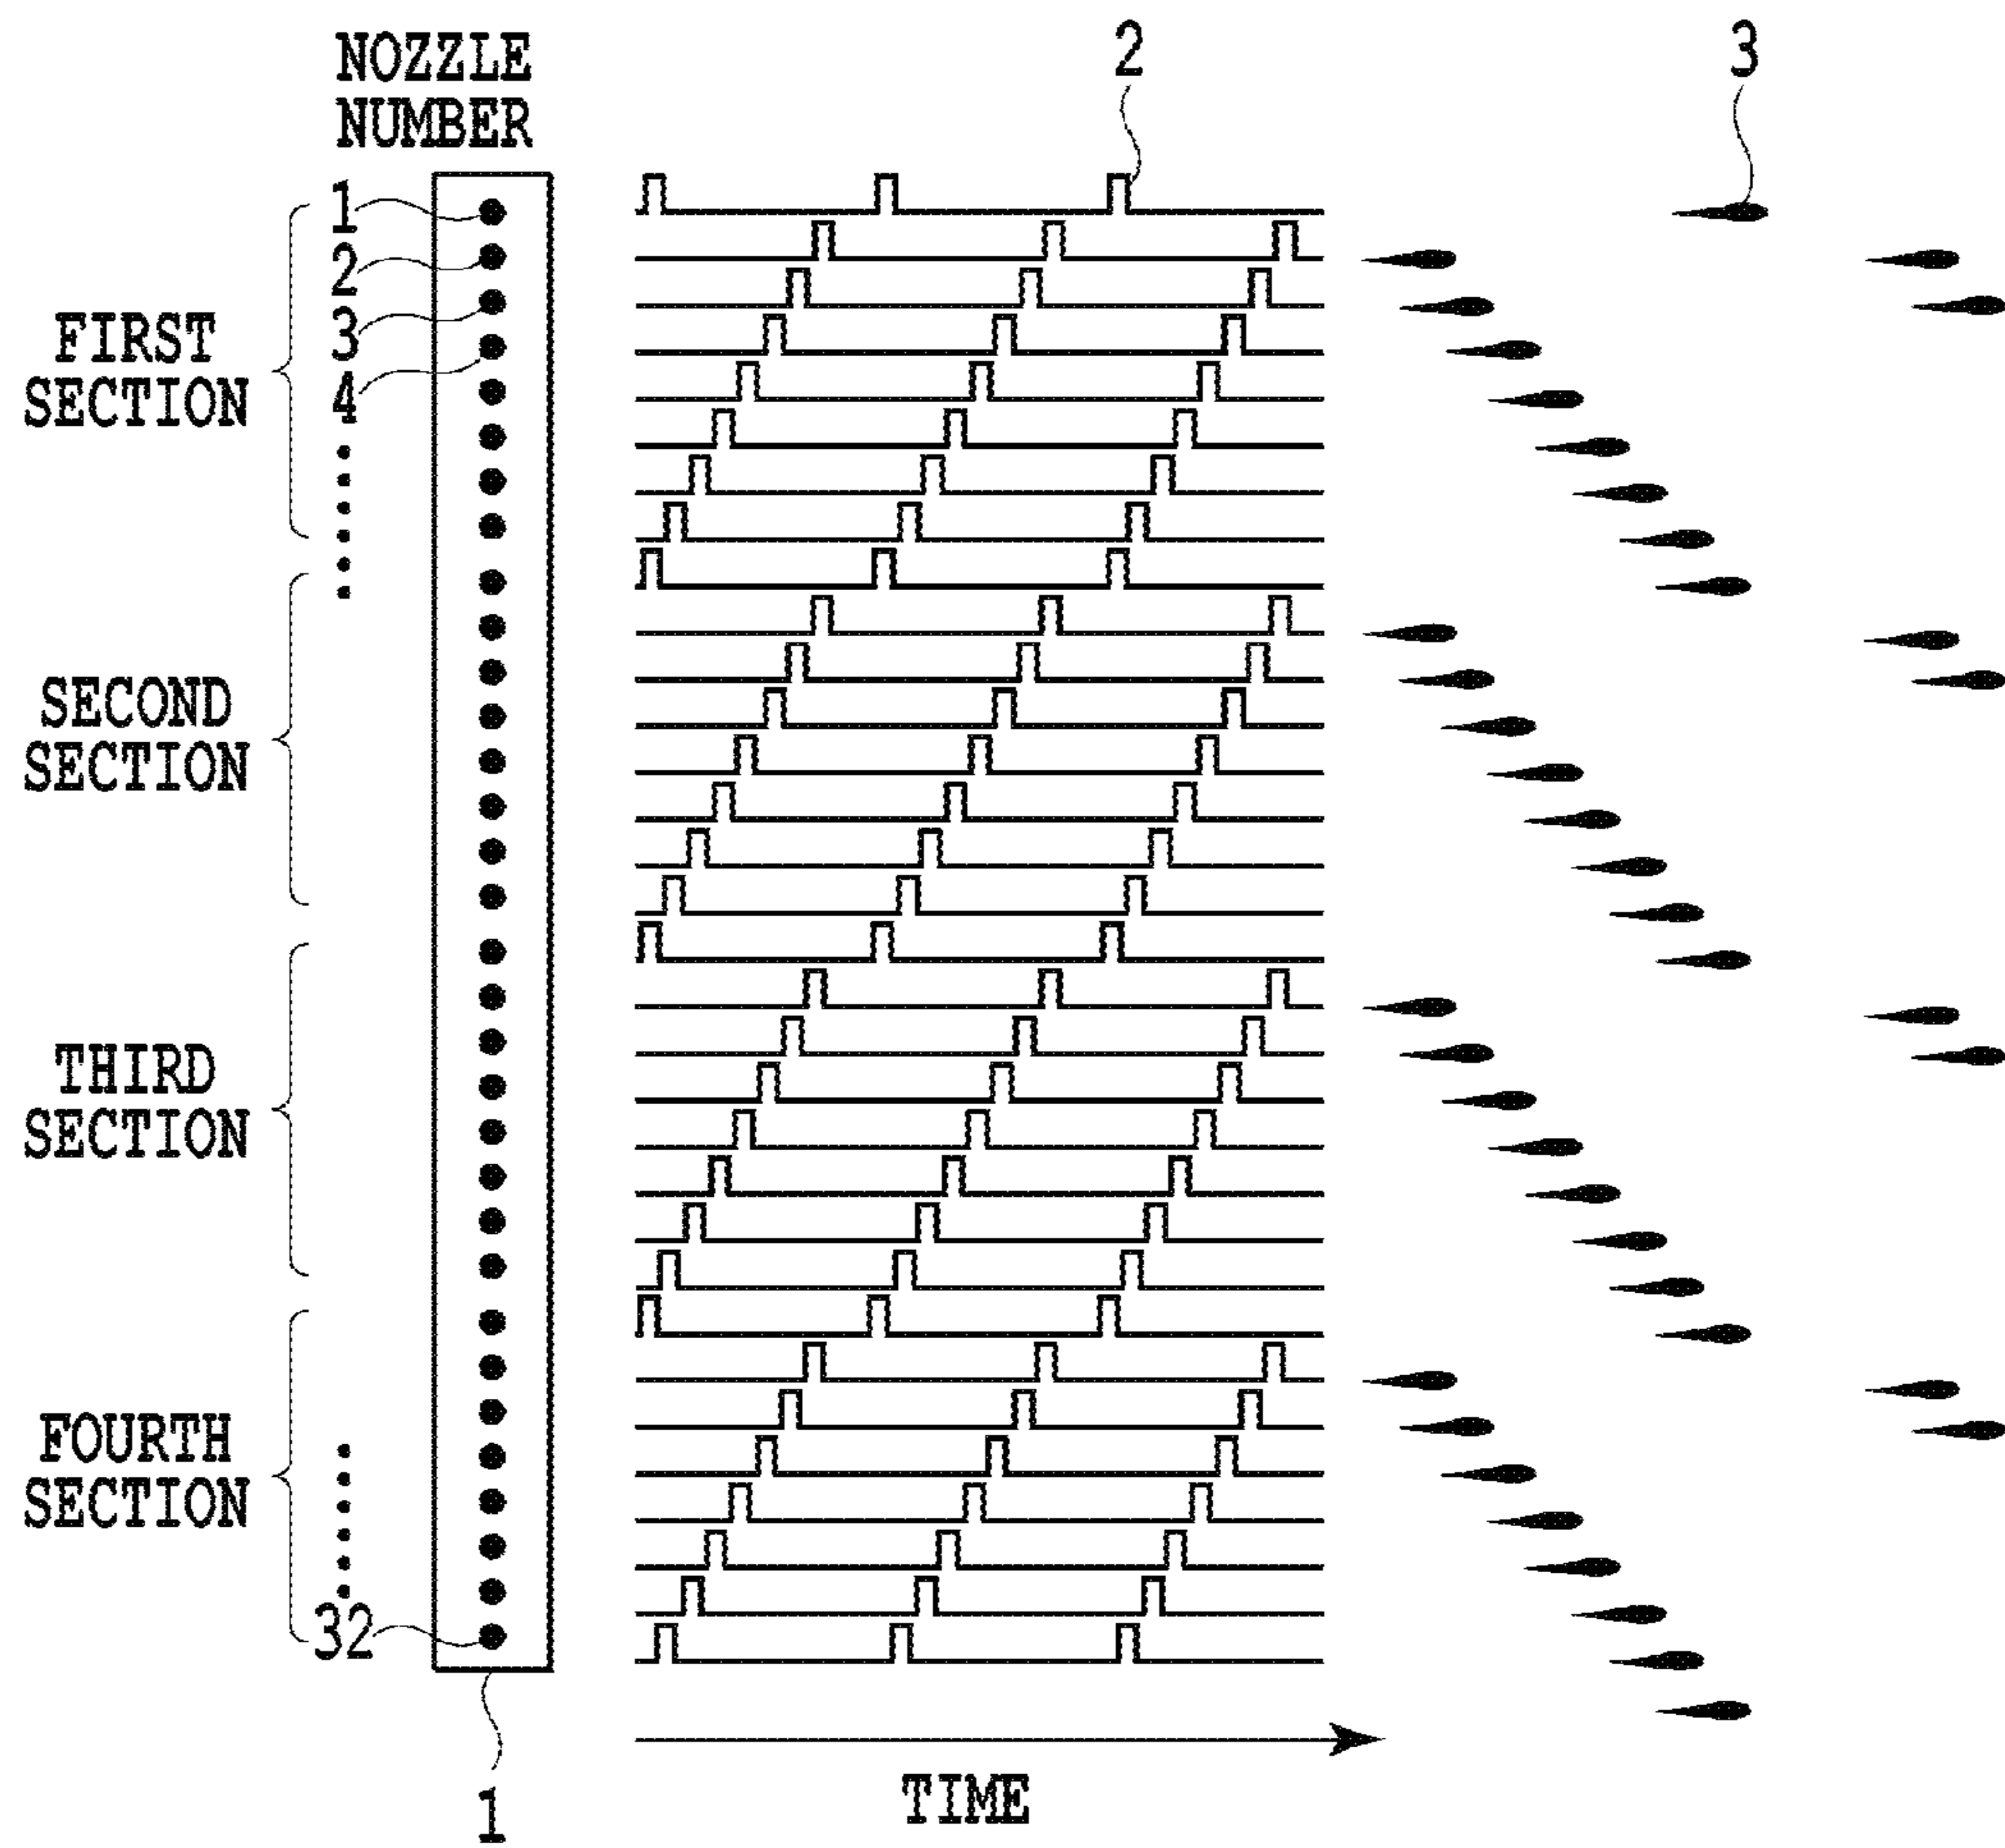 NOZZLE
NUMBER
2
3
1
2
3
4
FIRST
SECTION
SECOND
SECTION
THIRD
SECTION
FOURTH
SECTION
32
1
TIME